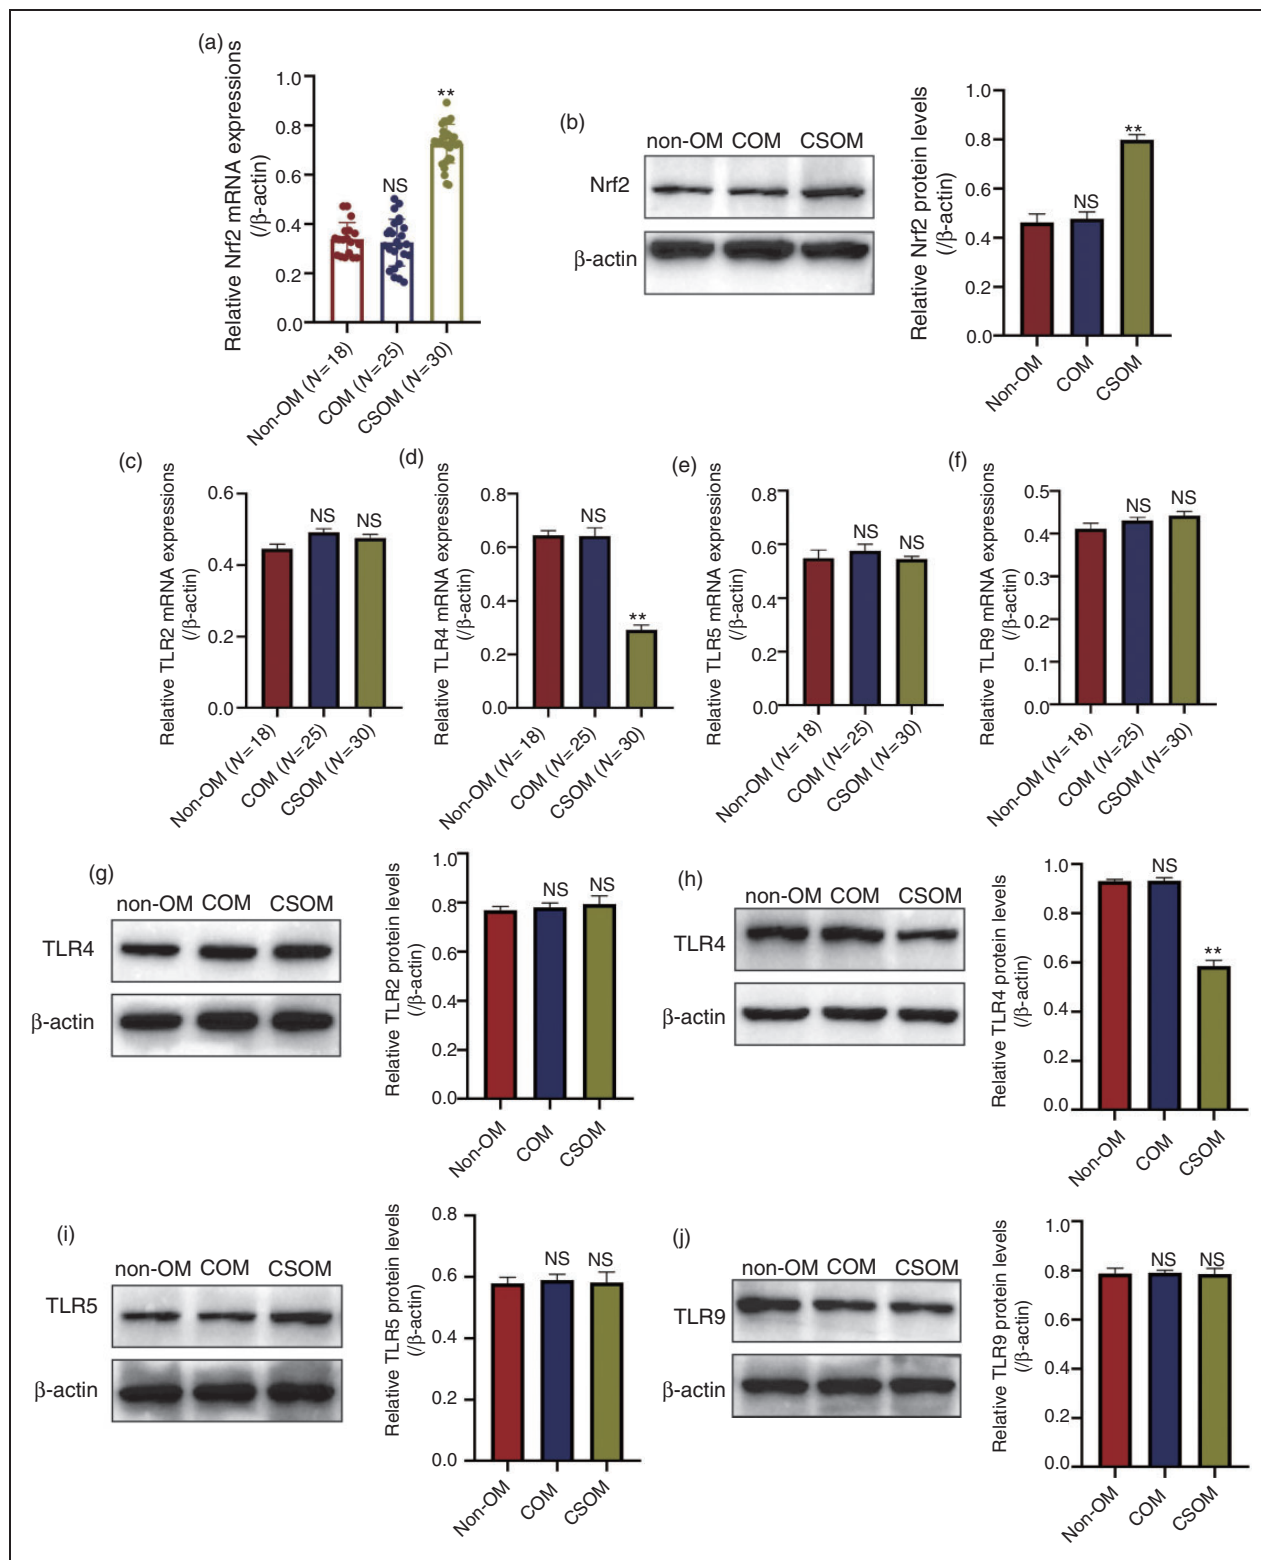 (a)
Relative Nrf2 mRNA expressions
(/β-actin)
1.0
0.8
0.6
0.4
0.2
0.0
NS
**
Non-OM (N=18)
COM (N=25)
CSOM (N=30)
(b)
non-OM COM CSOM
Nrf2
β-actin
Relative Nrf2 protein levels
(/β-actin)
1.0
0.8
0.6
0.4
0.2
0.0
NS
**
Non-OM
COM
CSOM
(c)
Relative TLR2 mRNA expressions
(/β-actin)
0.6
0.4
0.2
0.0
NS
NS
Non-OM (N=18)
COM (N=25)
CSOM (N=30)
(d)
Relative TLR4 mRNA expressions
(/β-actin)
0.8
0.6
0.4
0.2
0.0
NS
**
Non-OM (N=18)
COM (N=25)
CSOM (N=30)
(e)
Relative TLR5 mRNA expressions
(/β-actin)
0.8
0.6
0.4
0.2
0.0
NS
NS
Non-OM (N=18)
COM (N=25)
CSOM (N=30)
(f)
Relative TLR9 mRNA expressions
(/β-actin)
0.5
0.4
0.3
0.2
0.1
0.0
NS
NS
Non-OM (N=18)
COM (N=25)
CSOM (N=30)
(g)
non-OM COM CSOM
TLR4
β-actin
Relative TLR2 protein levels
(/β-actin)
1.0
0.8
0.6
0.4
0.2
0.0
NS
NS
Non-OM
COM
CSOM
(h)
non-OM COM CSOM
TLR4
β-actin
Relative TLR4 protein levels
(/β-actin)
1.0
0.8
0.6
0.4
0.2
0.0
NS
**
Non-OM
COM
CSOM
(i)
non-OM COM CSOM
TLR5
β-actin
Relative TLR5 protein levels
(/β-actin)
0.8
0.6
0.4
0.2
0.0
NS
NS
Non-OM
COM
CSOM
(j)
non-OM COM CSOM
TLR9
β-actin
Relative TLR9 protein levels
(/β-actin)
1.0
0.8
0.6
0.4
0.2
0.0
NS
NS
Non-OM
COM
CSOM